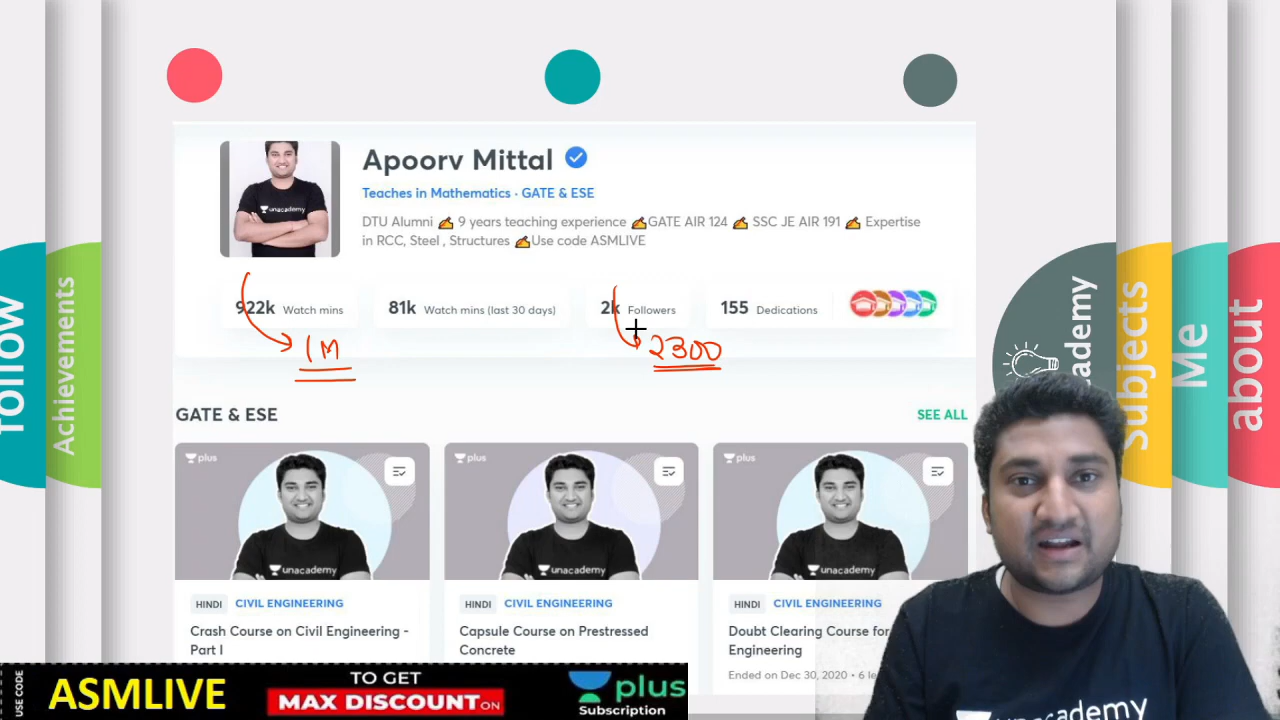 Apoorv Mittal
Teaches in Mathematics · GATE & ESE
DTU Alumni ✍ 9 years teaching experience ✍GATE AIR 124 ✍ SSC JE AIR 191 ✍ Expertise
in RCC, Steel , Structures ✍Use code ASMLIVE
unacademy
922k Watch mins
81k Watch mins (last 30 days)
2k Followers
155 Dedications
1M
2300
follow
Achievements
academy
Subjects
Me
about
GATE & ESE
SEE ALL
plus
plus
plus
unacademy
unacademy
unacademy
HINDI CIVIL ENGINEERING
Crash Course on Civil Engineering -
Part I
HINDI CIVIL ENGINEERING
Capsule Course on Prestressed
Concrete
HINDI CIVIL ENGINEERING
Doubt Clearing Course for
Engineering
Ended on Dec 30, 2020 • 6 le
USE CODE
ASMLIVE
TO GET
MAX DISCOUNT ON
plus
Subscription
unacademy